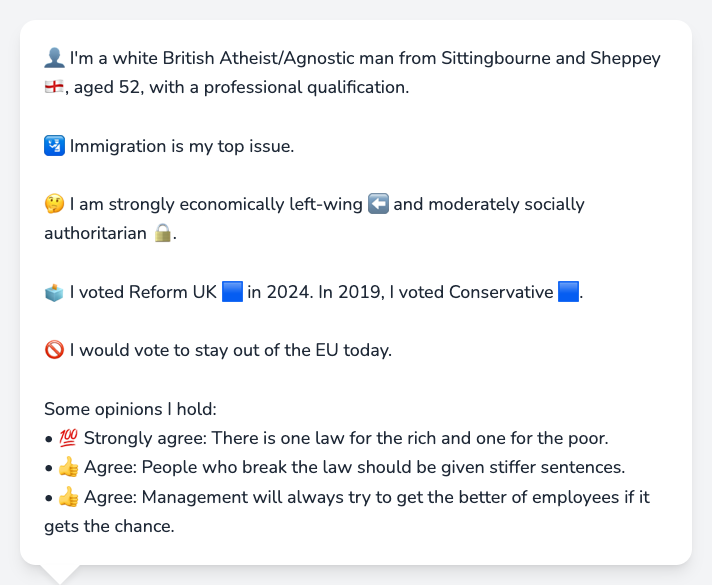 👤 I'm a white British Atheist/Agnostic man from Sittingbourne and Sheppey
🏴󠁧󠁢󠁥󠁮󠁧󠁿, aged 52, with a professional qualification.
🛂 Immigration is my top issue.
🤔 I am strongly economically left-wing ⬅️ and moderately socially
authoritarian 🔒.
🗳️ I voted Reform UK 🟦 in 2024. In 2019, I voted Conservative 🟦.
🚫 I would vote to stay out of the EU today.
Some opinions I hold:
• 💯 Strongly agree: There is one law for the rich and one for the poor.
• 👍 Agree: People who break the law should be given stiffer sentences.
• 👍 Agree: Management will always try to get the better of employees if it
gets the chance.